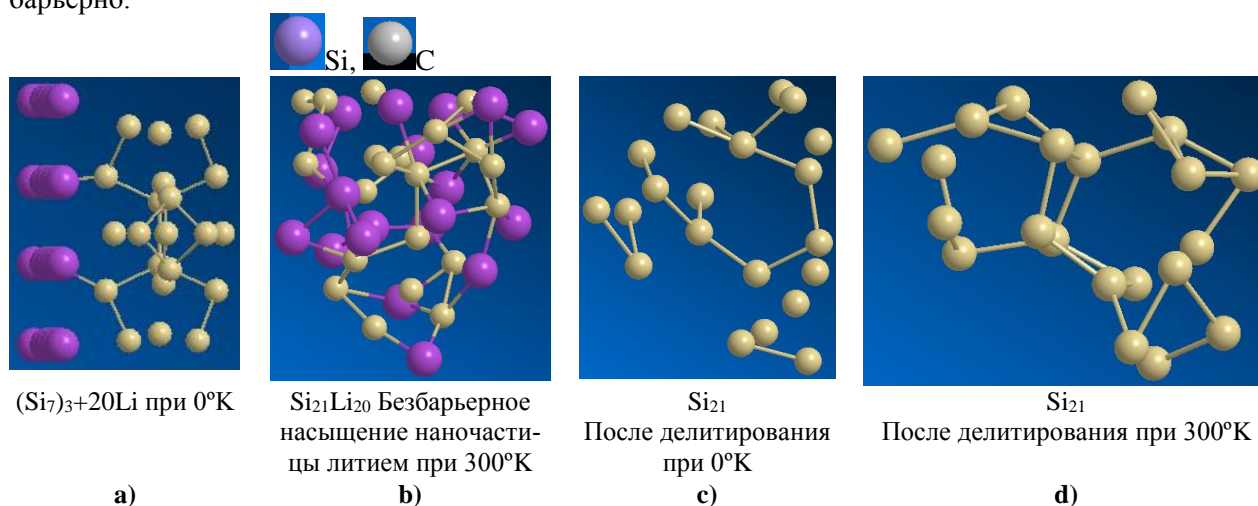 барьерно.
Si, C
(Si₇)₃+20Li при 0ºK
Si₂₁Li₂₀ Безбарьерное
насыщение наночасти-
цы литием при 300ºK
Si₂₁
После делитирования
при 0ºK
Si₂₁
После делитирования при 300ºK
a)
b)
c)
d)